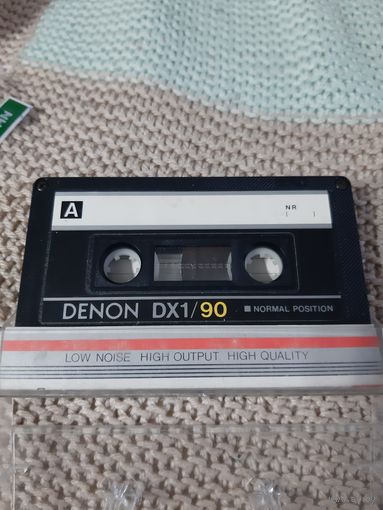 A
NR
[ ]
DENON DX1/90 ■ NORMAL POSITION
LOW NOISE HIGH OUTPUT HIGH QUALITY